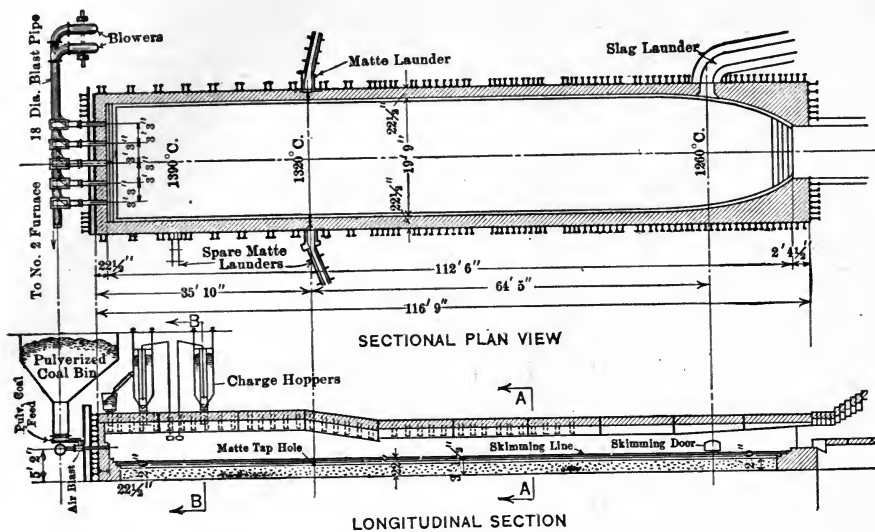 18 Dia. Blast Pipe
Blowers
Matte Launder
Slag Launder
To No. 2 Furnace
3' 3"
3' 3"
3' 3"
3' 3"
1390°C.
1320°C.
22½"
19' 9"
22½"
1260°C.
Spare Matte
Launders
22½"
112' 6"
2' 4½"
35' 10"
64' 5"
116' 9"
SECTIONAL PLAN VIEW
B
Pulverized
Coal Bin
Charge Hoppers
A
Pulv. Coal
Feed
Matte Tap Hole
Skimming Line
Skimming Door
5' 2"
Air Blast
22½"
B
A
LONGITUDINAL SECTION